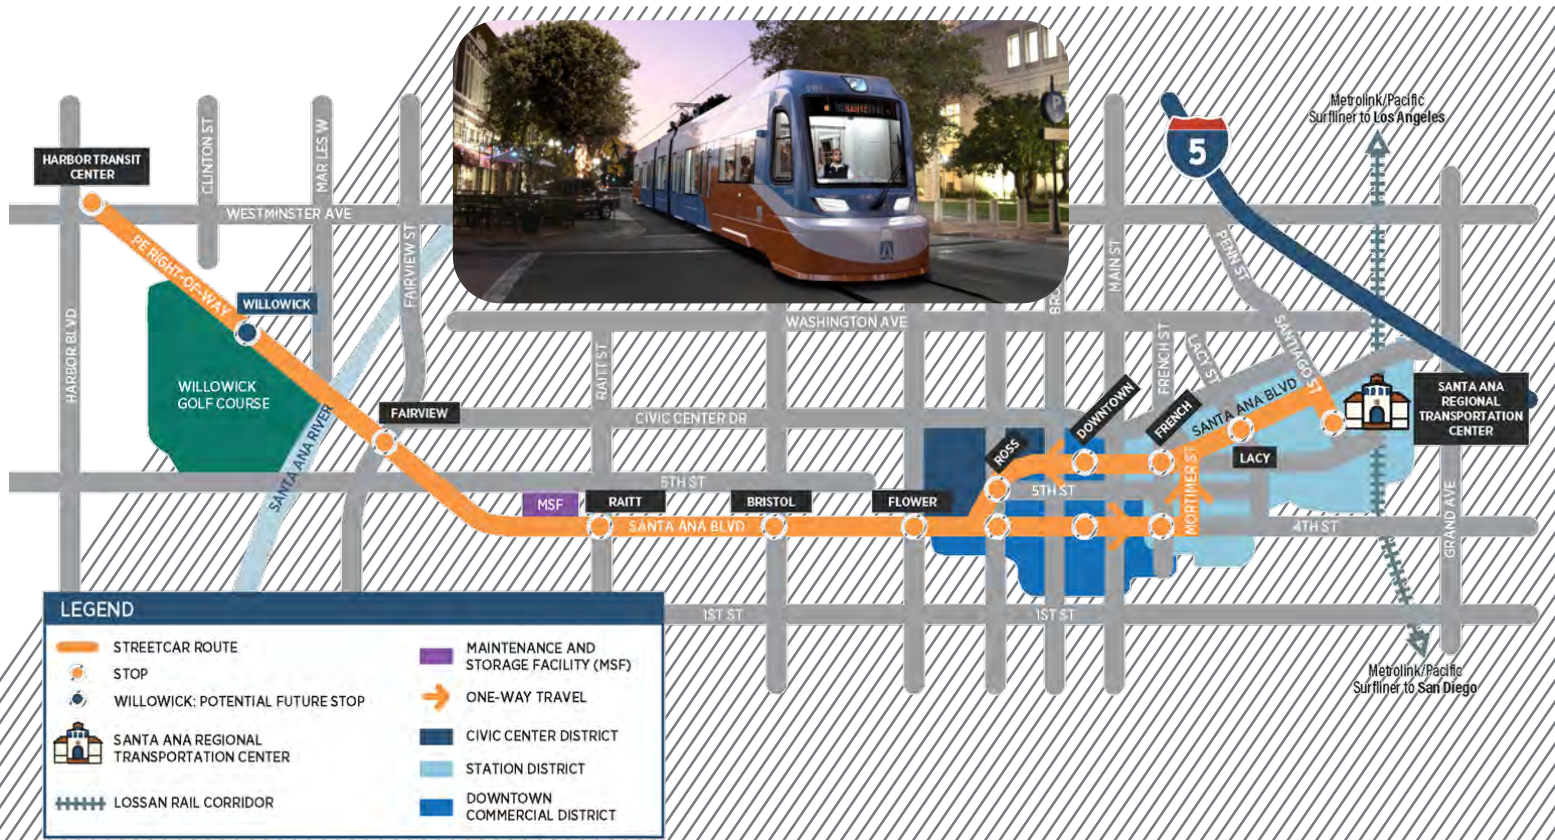 Metrolink/Pacific
Surfliner to Los Angeles
5
P
HARBOR TRANSIT
CENTER
CLINTON ST
MAR LES W
WESTMINSTER AVE
PE RIGHT-OF-WAY
FAIRVIEW ST
WILLOWICK
HARBOR BLVD
WILLOWICK
GOLF COURSE
SANTA ANA RIVER
FAIRVIEW
WASHINGTON AVE
RAITT ST
CIVIC CENTER DR
MAIN ST
PENN ST
FRENCH ST
LACY ST
SANTIAGO ST
SANTA ANA BLVD
SANTA ANA
REGIONAL
TRANSPORTATION
CENTER
DOWNTOWN
FRENCH
ROSS
LACY
5TH ST
5TH ST
MSF
RAITT
BRISTOL
FLOWER
SANTA ANA BLVD
MORTIMER ST
4TH ST
GRAND AVE
1ST ST
1ST ST
Metrolink/Pacific
Surfliner to San Diego
LEGEND
STREETCAR ROUTE
STOP
WILLOWICK: POTENTIAL FUTURE STOP
SANTA ANA REGIONAL
TRANSPORTATION CENTER
LOSSAN RAIL CORRIDOR
MAINTENANCE AND
STORAGE FACILITY (MSF)
ONE-WAY TRAVEL
CIVIC CENTER DISTRICT
STATION DISTRICT
DOWNTOWN
COMMERCIAL DISTRICT